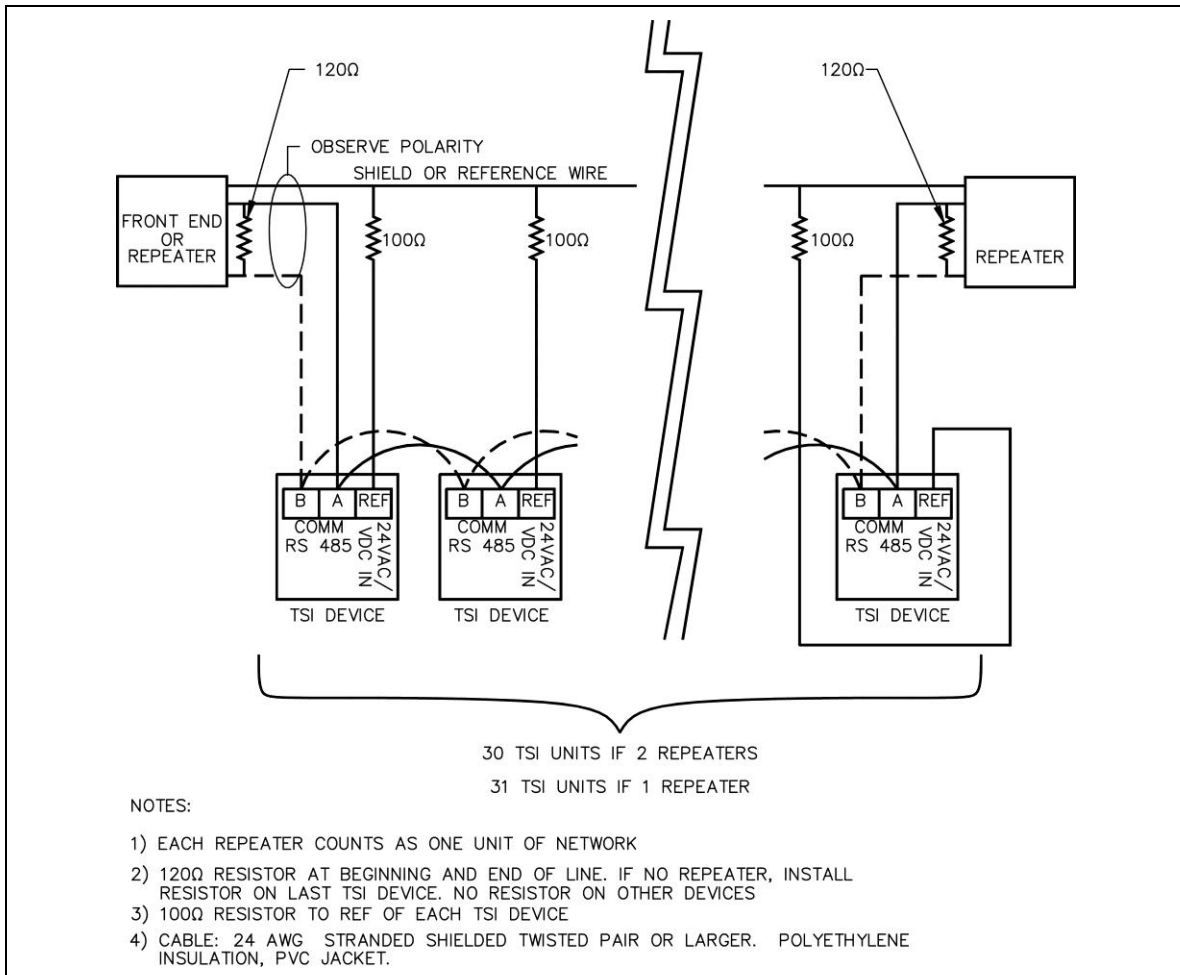 120Ω
120Ω
OBSERVE POLARITY
SHIELD OR REFERENCE WIRE
FRONT END
OR
REPEATER
100Ω
100Ω
100Ω
REPEATER
B A REF
COMM
RS 485
24VAC/
VDC IN
TSI DEVICE
B A REF
COMM
RS 485
24VAC/
VDC IN
TSI DEVICE
B A REF
COMM
RS 485
24VAC/
VDC IN
TSI DEVICE
30 TSI UNITS IF 2 REPEATERS
31 TSI UNITS IF 1 REPEATER
NOTES:
1) EACH REPEATER COUNTS AS ONE UNIT OF NETWORK
2) 120Ω RESISTOR AT BEGINNING AND END OF LINE. IF NO REPEATER, INSTALL
RESISTOR ON LAST TSI DEVICE. NO RESISTOR ON OTHER DEVICES
3) 100Ω RESISTOR TO REF OF EACH TSI DEVICE
4) CABLE: 24 AWG STRANDED SHIELDED TWISTED PAIR OR LARGER. POLYETHYLENE
INSULATION, PVC JACKET.